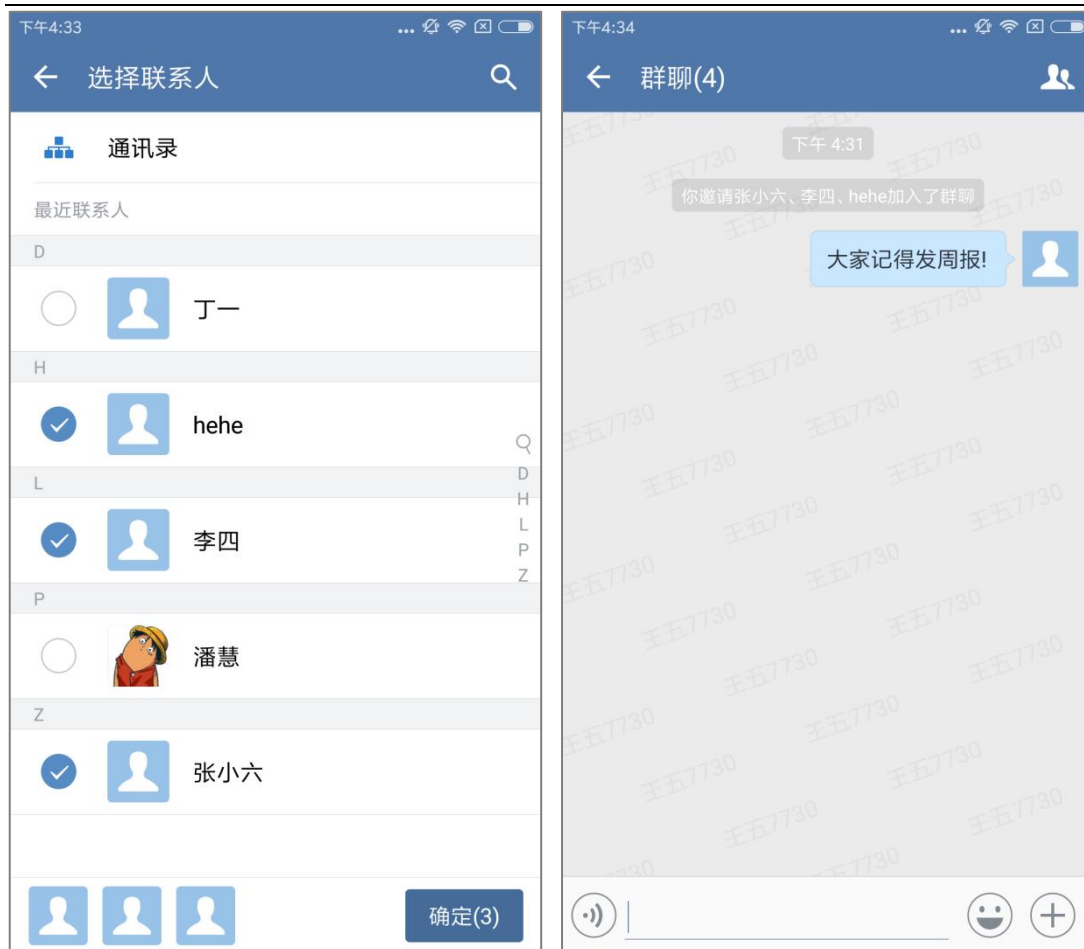 下午4:33
选择联系人
通讯录
最近联系人
D
丁一
H
hehe
L
李四
P
潘慧
Z
张小六
D
H
L
P
Z
确定(3)
下午4:34
群聊(4)
下午 4:31
你邀请张小六、李四、hehe加入了群聊
大家记得发周报!
王五7730